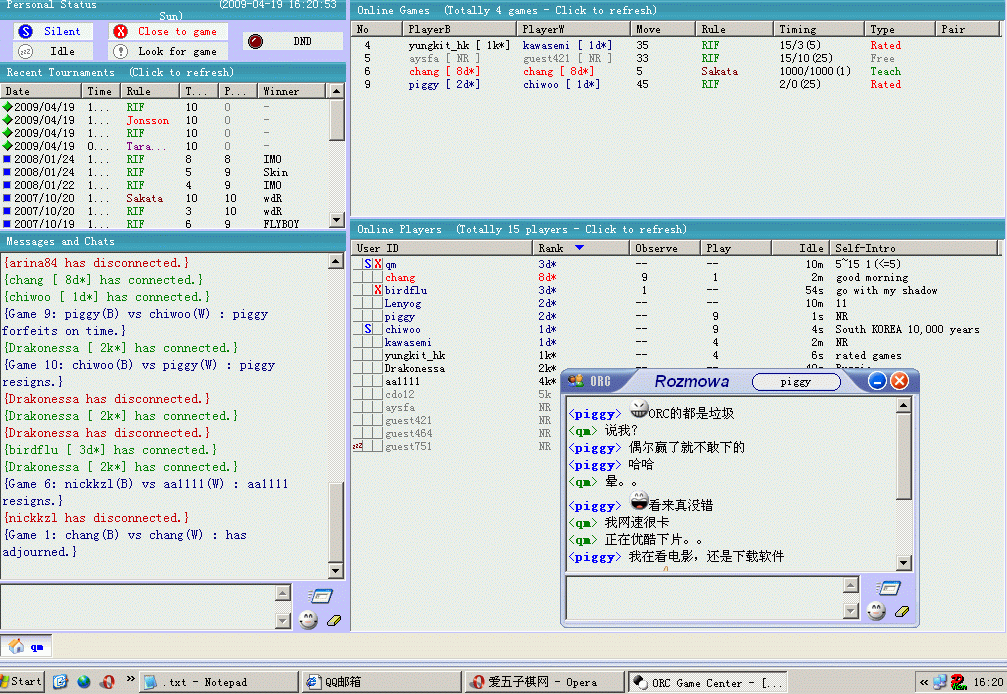 Personal Status (2009-04-19 16:20:53 Sun)
Silent
Close to game
DND
Idle
Look for game
Recent Tournaments (Click to refresh)
Date Time Rule T... P... Winner
2009/04/19 1... RIF 10 0 -
2009/04/19 1... Jonsson 10 0 -
2009/04/19 1... RIF 10 0 -
2009/04/19 0... Tara... 10 0 -
2008/01/24 1... RIF 8 8 IMO
2008/01/24 1... RIF 5 9 Skin
2008/01/22 1... RIF 4 9 IMO
2007/10/20 1... Sakata 10 10 wdR
2007/10/20 1... RIF 3 10 wdR
2007/10/19 1... RIF 6 9 FLYBOY
Messages and Chats
{arina84 has disconnected.}
{chang [ 8d*] has connected.}
{chiwoo [ 1d*] has connected.}
{Game 9: piggy(B) vs chiwoo(W) : piggy
forfeits on time.}
{Drakonessa [ 2k*] has connected.}
{Game 10: chiwoo(B) vs piggy(W) : piggy
resigns.}
{Drakonessa has disconnected.}
{Drakonessa [ 2k*] has connected.}
{Drakonessa has disconnected.}
{birdflu [ 3d*] has connected.}
{Drakonessa [ 2k*] has connected.}
{Game 6: nickkzl(B) vs aa1111(W) : aa1111
resigns.}
{nickkzl has disconnected.}
{Game 1: chang(B) vs chang(W) : has
adjourned.}
Online Games (Totally 4 games - Click to refresh)
No PlayerB PlayerW Move Rule Timing Type Pair
4 yungkit_hk [ 1k*] kawasemi [ 1d*] 35 RIF 15/3(5) Rated
5 aysfa [ NR ] guest421 [ NR ] 33 RIF 15/10(25) Free
6 chang [ 8d*] chang [ 8d*] 5 Sakata 1000/1000(1) Teach
9 piggy [ 2d*] chiwoo [ 1d*] 45 RIF 2/0(25) Rated
Online Players (Totally 15 players - Click to refresh)
User ID Rank Observe Play Idle Self-Intro
S X qm 3d* -- -- 10m 5~15 1(<=5)
chang 8d* 9 1 2m good morning
X birdflu 3d* 1 -- 54s go with my shadow
Lenyog 2d* -- -- 10m 11
piggy 2d* -- 9 1s NR
S chiwoo 1d* -- 9 4s South KOREA 10,000 years
kawasemi 1d* -- 4 2m NR
yungkit_hk 1k* -- 4 6s rated games
Drakonessa 2k* --
aa1111 4k*
cdo12 5k
aysfa NR
guest421 NR
guest464 NR
guest751 NR
ORC Rozmowa piggy
<piggy> ORC的都是垃圾
<qm> 说我?
<piggy> 偶尔赢了就不敢下的
<piggy> 哈哈
<qm> 晕。。
<piggy> 看来真没错
<qm> 我网速很卡
<qm> 正在优酷下片。。
<piggy> 我在看电影，还是下载软件
qm
Start
.txt - Notepad
QQ邮箱
爱五子棋网 - Opera
ORC Game Center - [...
16:20